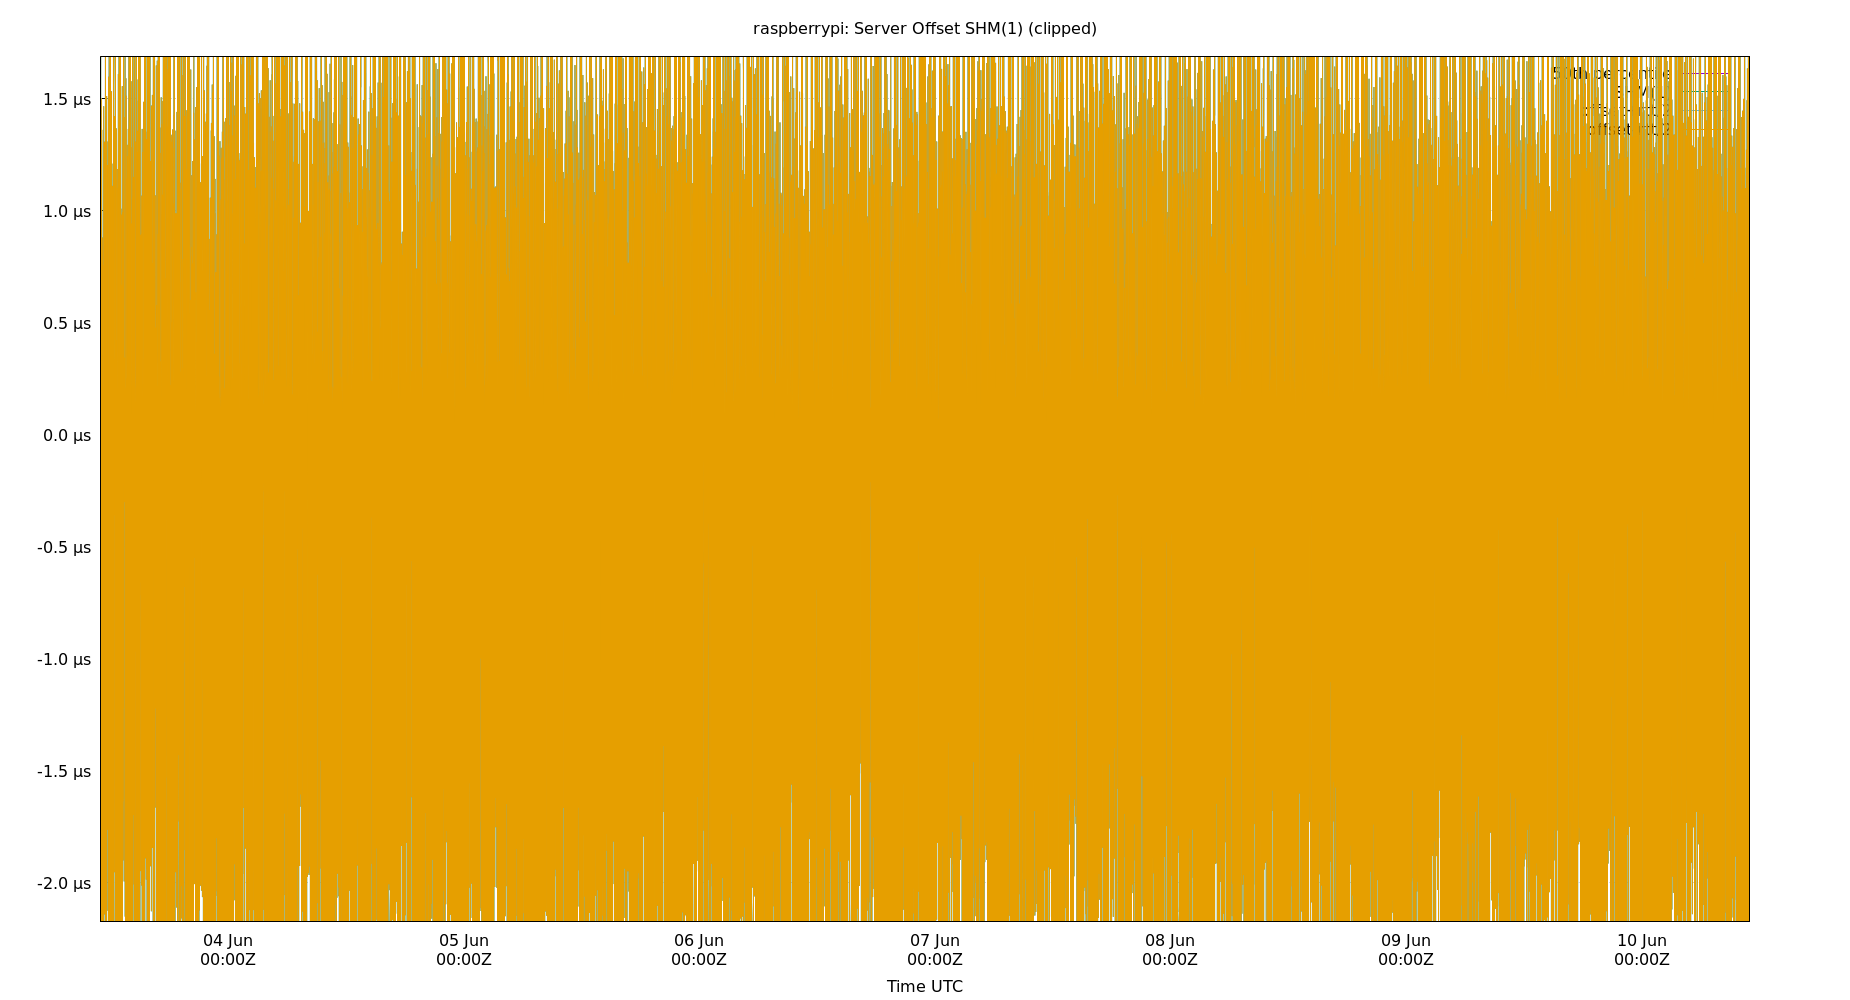 raspberrypi: Server Offset SHM(1) (clipped)
1.5 µs
1.0 µs
0.5 µs
0.0 µs
-0.5 µs
-1.0 µs
-1.5 µs
-2.0 µs
04 Jun 05 Jun 06 Jun 07 Jun 08 Jun 09 Jun 10 Jun
00:00Z 00:00Z 00:00Z 00:00Z 00:00Z 00:00Z 00:00Z
Time UTC